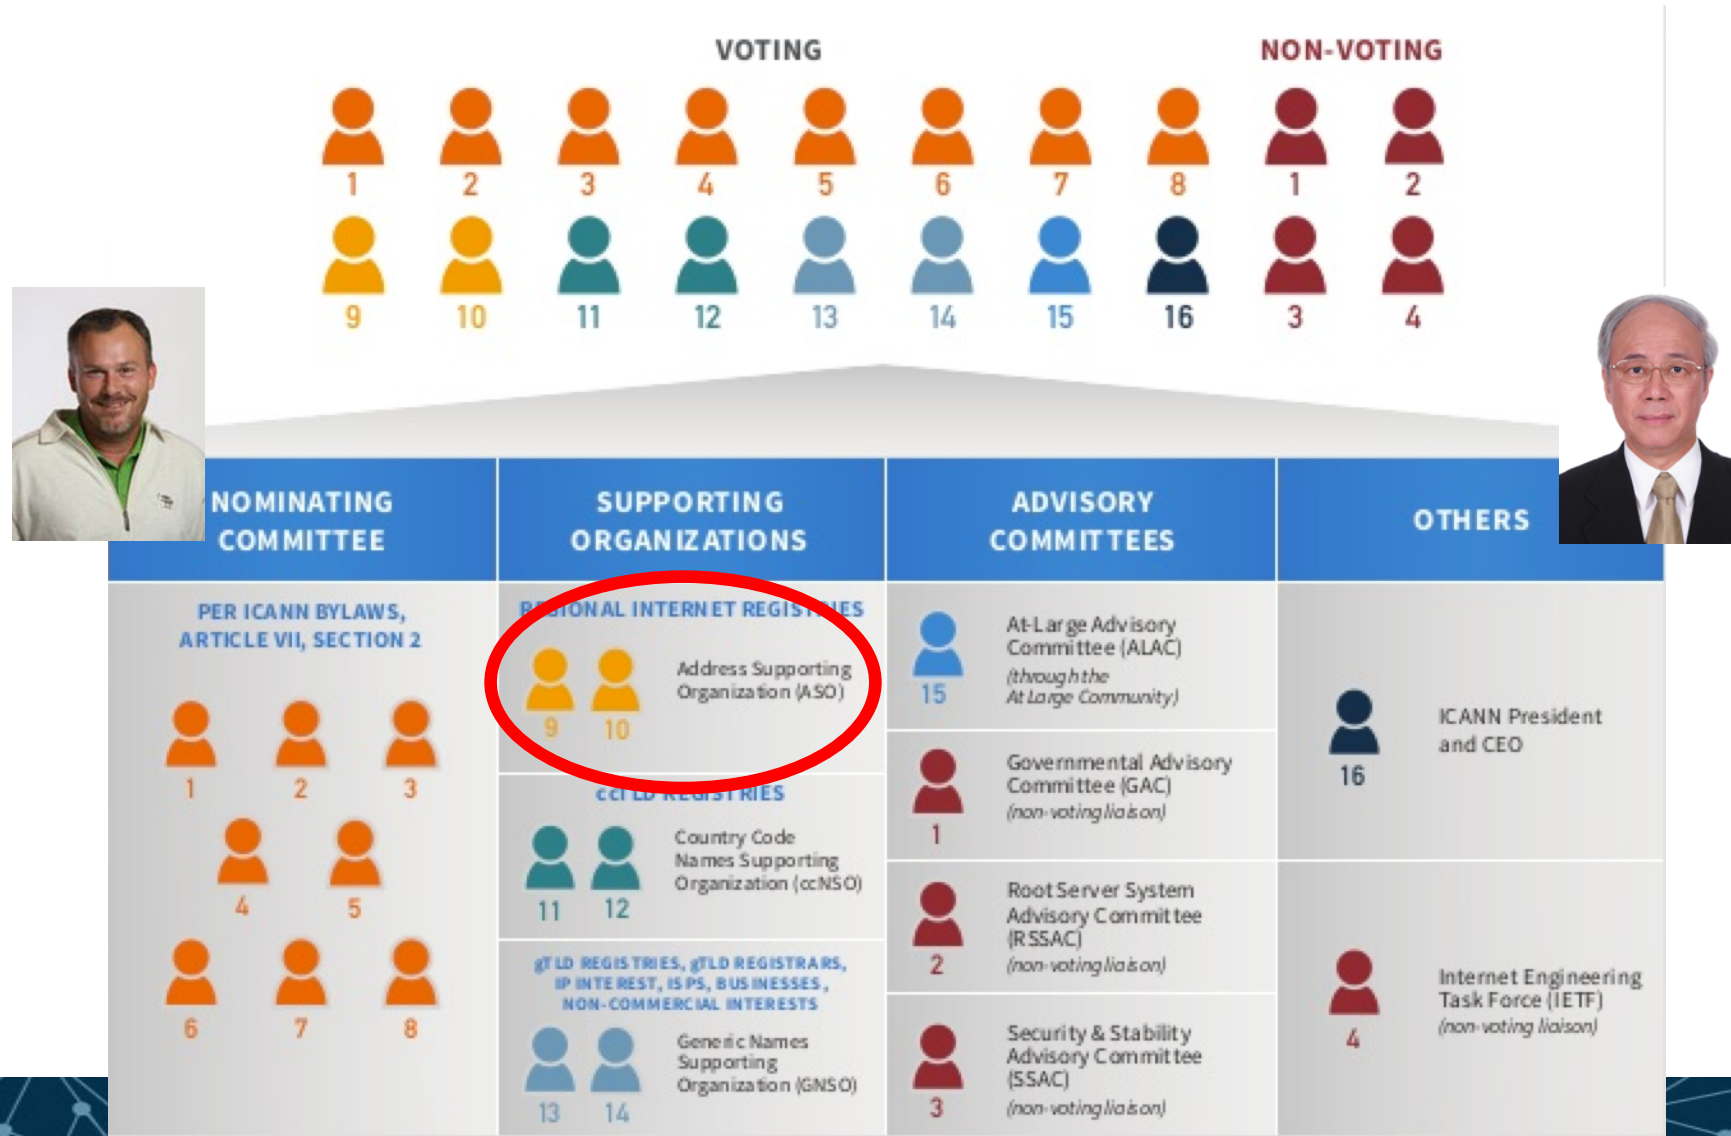 VOTING
NON-VOTING
1 2 3 4 5 6 7 8 1 2
9 10 11 12 13 14 15 16 3 4
NOMINATING
COMMITTEE
PER ICANN BYLAWS,
ARTICLE VII, SECTION 2
1 2 3
4 5
6 7 8
SUPPORTING
ORGANIZATIONS
REGIONAL INTERNET REGISTRIES
Address Supporting
Organization (ASO)
9 10
ccTLD REGISTRIES
Country Code
Names Supporting
Organization (ccNSO)
11 12
gTLD REGISTRIES, gTLD REGISTRARS,
IP INTEREST, ISPS, BUSINESSES,
NON-COMMERCIAL INTERESTS
Generic Names
Supporting
Organization (GNSO)
13 14
ADVISORY
COMMITTEES
At-Large Advisory
Committee (ALAC)
(through the
At Large Community)
15
Governmental Advisory
Committee (GAC)
(non-voting liaison)
1
Root Server System
Advisory Committee
(RSSAC)
(non-voting liaison)
2
Security & Stability
Advisory Committee
(SSAC)
(non-voting liaison)
3
OTHERS
ICANN President
and CEO
16
Internet Engineering
Task Force (IETF)
(non-voting liaison)
4